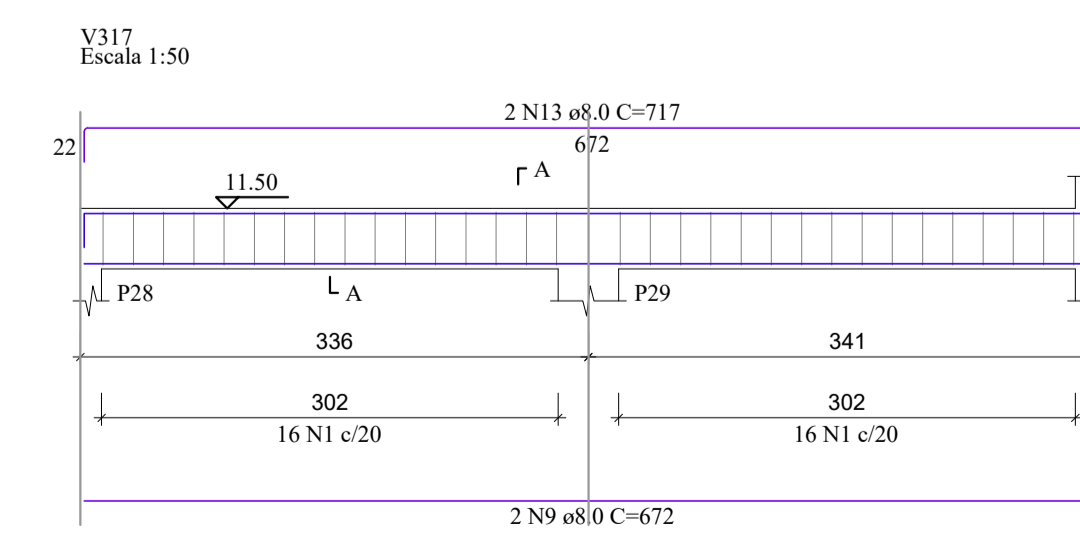 V317
Escala 1:50
2 N13 ø8.0 C=717
22
672
A
11.50
A
P28
P29
336
341
302
302
16 N1 c/20
16 N1 c/20
2 N9 ø8.0 C=672